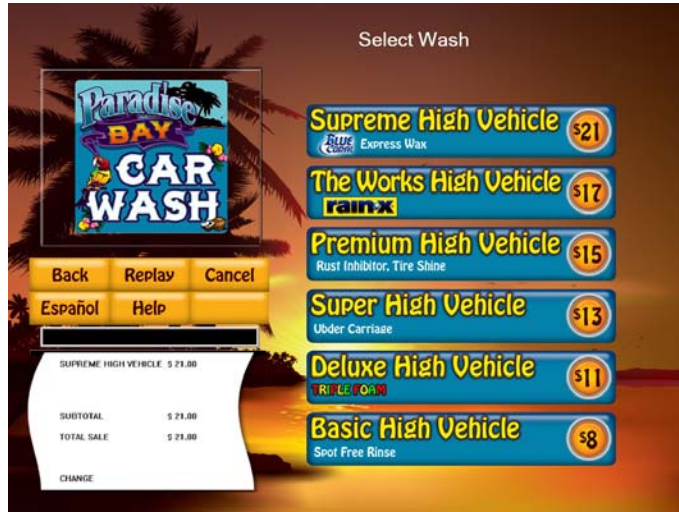 Select Wash
Paradise
BAY
CAR
WASH
Supreme High Vehicle $21
BLUE CORAL Express Wax
The Works High Vehicle $17
rain-x
Premium High Vehicle $15
Rust Inhibitor, Tire Shine
Super High Vehicle $13
Ubder Carriage
Deluxe High Vehicle $11
TRIPLE FOAM
Basic High Vehicle $8
Spot Free Rinse
Back Replay Cancel
Español Help
SUPREME HIGH VEHICLE $ 21.00
SUBTOTAL $ 21.00
TOTAL SALE $ 21.00
CHANGE